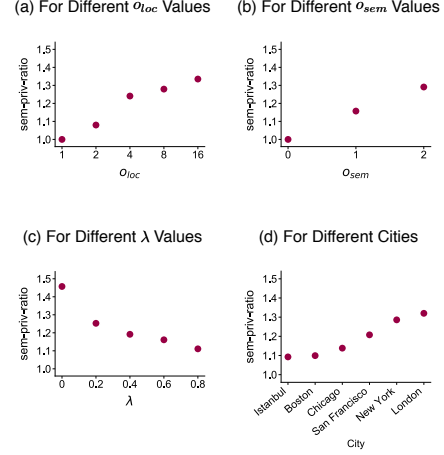 (a) For Different o_loc Values
(b) For Different o_sem Values
sem-priv-ratio
1.5
1.4
1.3
1.2
1.1
1.0
1 2 4 8 16
o_loc
sem-priv-ratio
1.5
1.4
1.3
1.2
1.1
1.0
0 1 2
o_sem
(c) For Different λ Values
(d) For Different Cities
sem-priv-ratio
1.5
1.4
1.3
1.2
1.1
1.0
0 0.2 0.4 0.6 0.8
λ
sem-priv-ratio
1.5
1.4
1.3
1.2
1.1
1.0
Istanbul
Boston
Chicago
San Francisco
New York
London
City